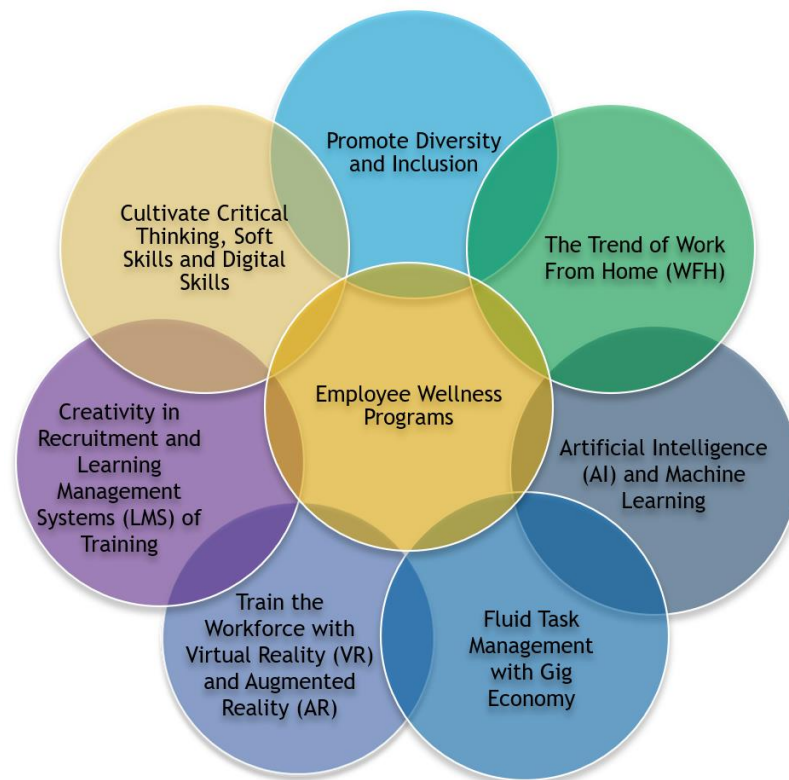 Promote Diversity
and Inclusion
The Trend of Work
From Home (WFH)
Artificial Intelligence
(AI) and Machine
Learning
Fluid Task
Management
with Gig
Economy
Train the
Workforce with
Virtual Reality (VR)
and Augmented
Reality (AR)
Creativity in
Recruitment and
Learning
Management
Systems (LMS) of
Training
Cultivate Critical
Thinking, Soft
Skills and Digital
Skills
Employee Wellness
Programs